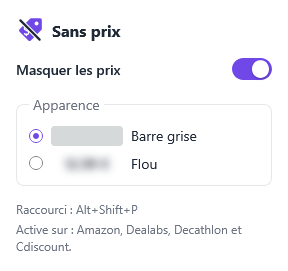 Sans prix
Masquer les prix
Apparence
Barre grise
Flou
Raccourci : Alt+Shift+P
Active sur : Amazon, Dealabs, Decathlon et
Cdiscount.